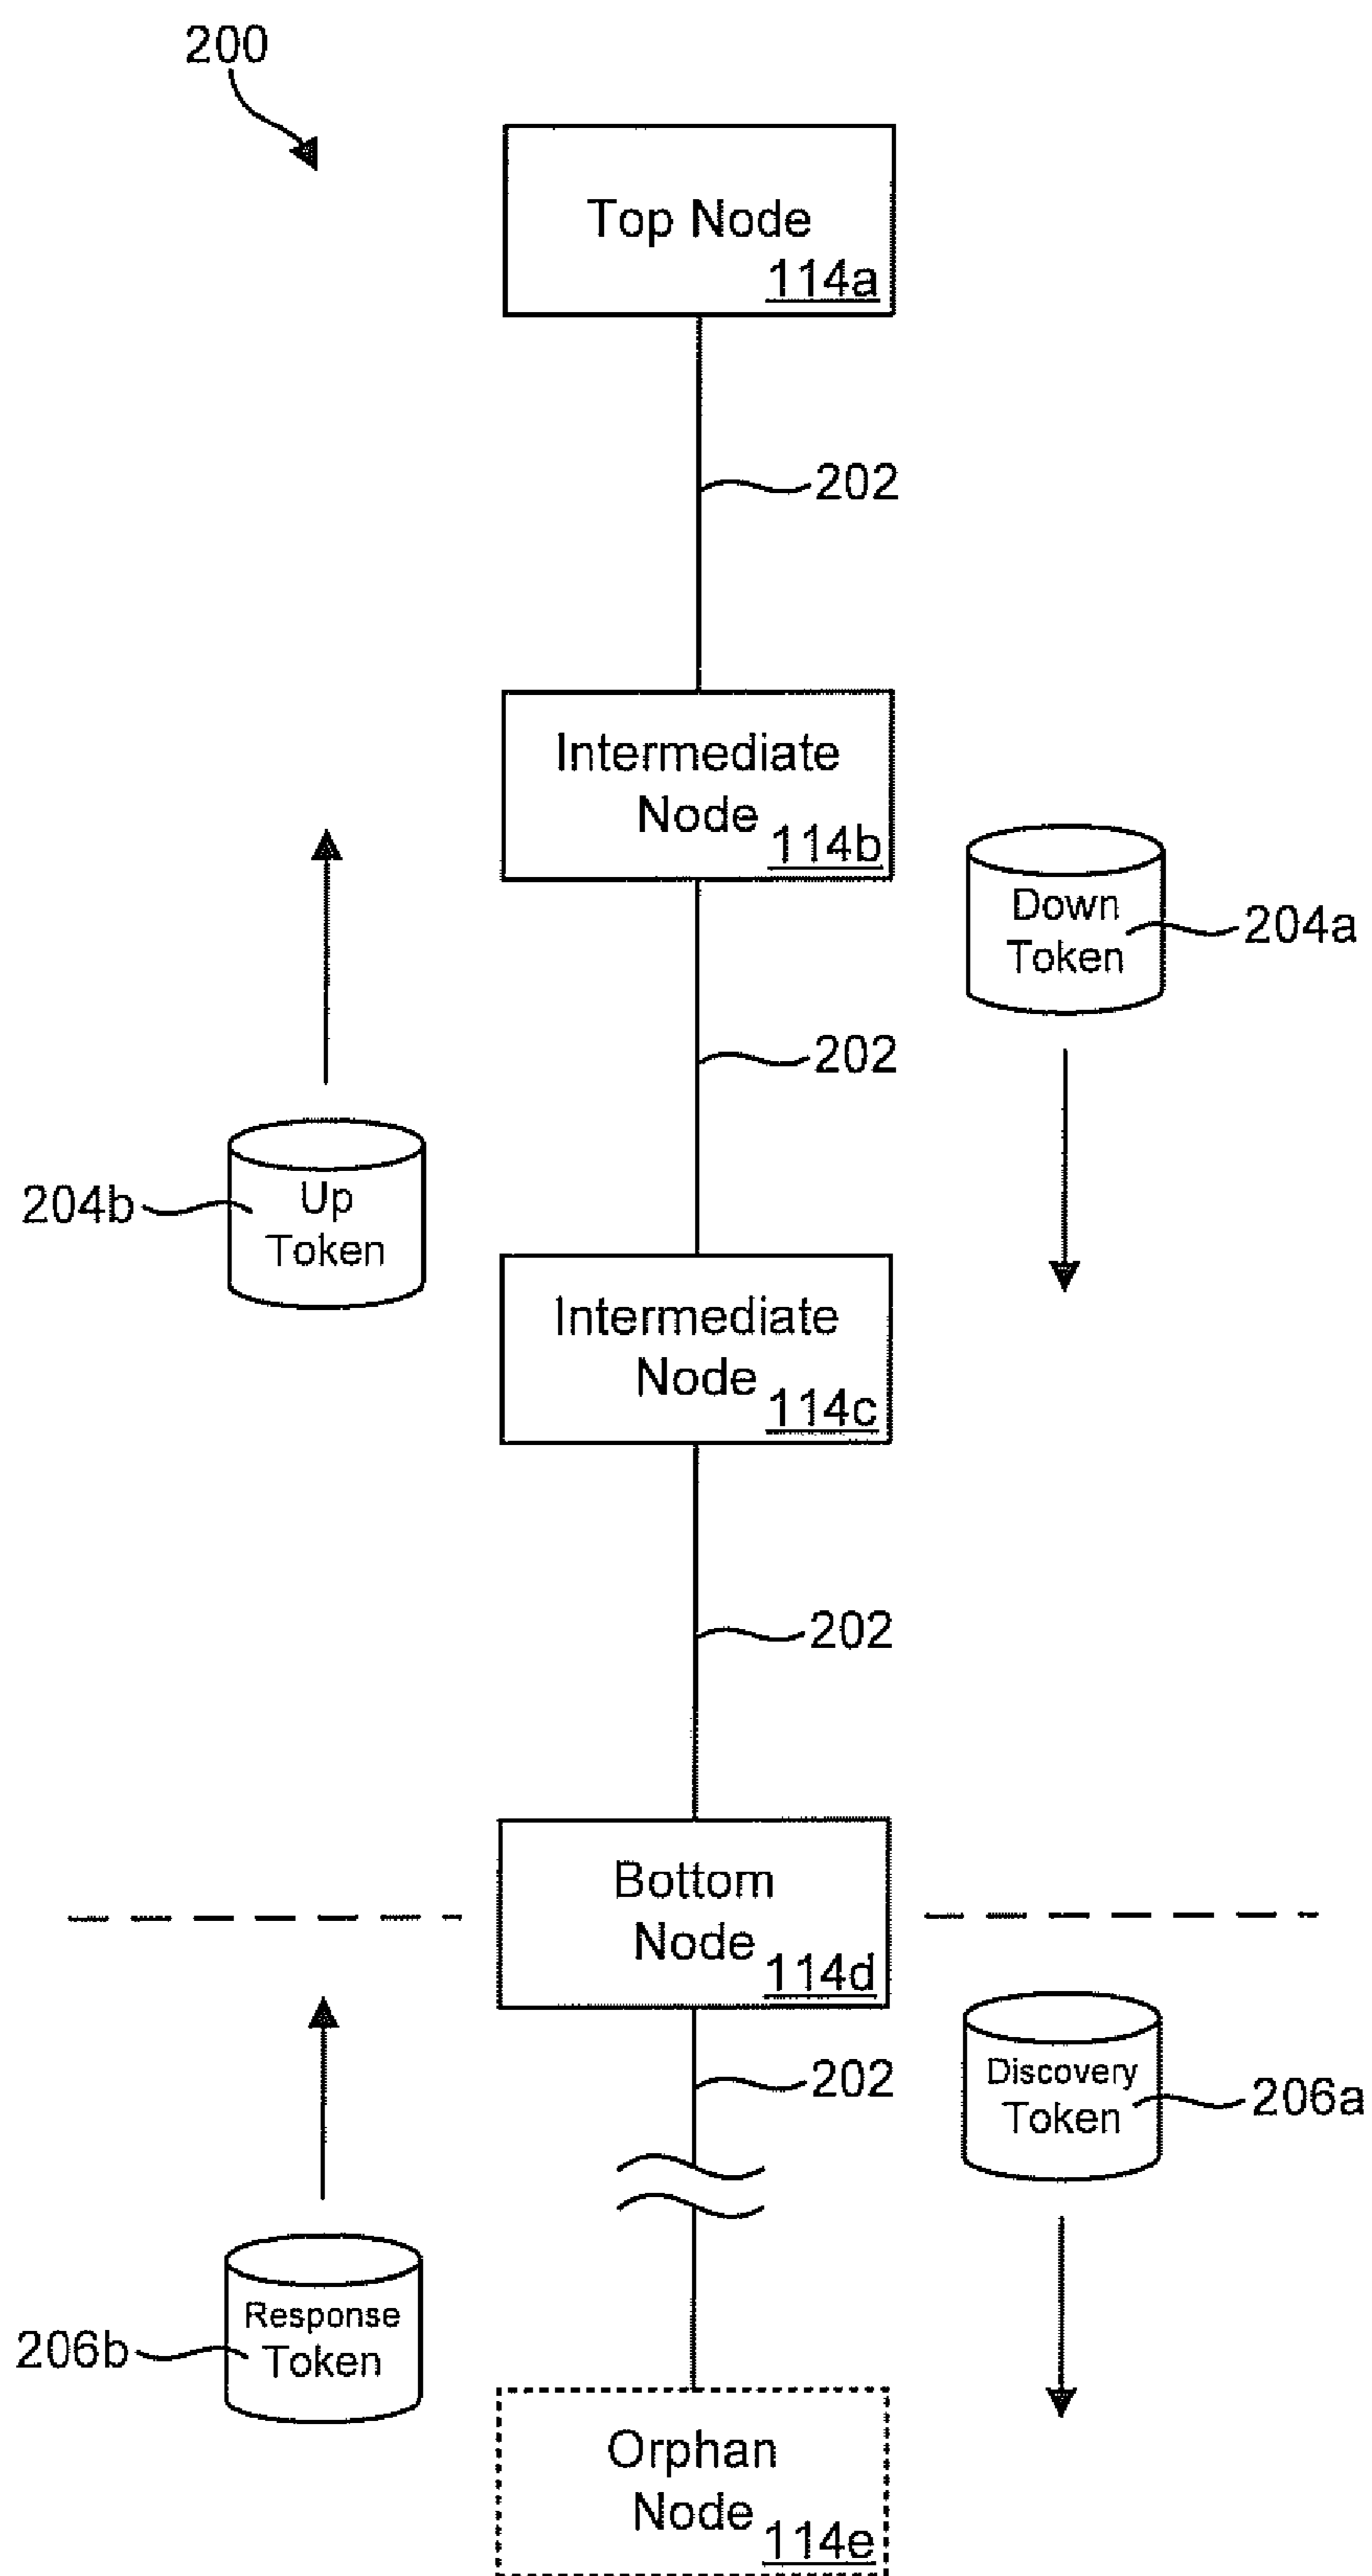 200
Top Node
114a
202
Intermediate
Node
114b
Down
Token
204a
202
Up
Token
204b
Intermediate
Node
114c
202
Bottom
Node
114d
202
Discovery
Token
206a
Response
Token
206b
Orphan
Node
114e